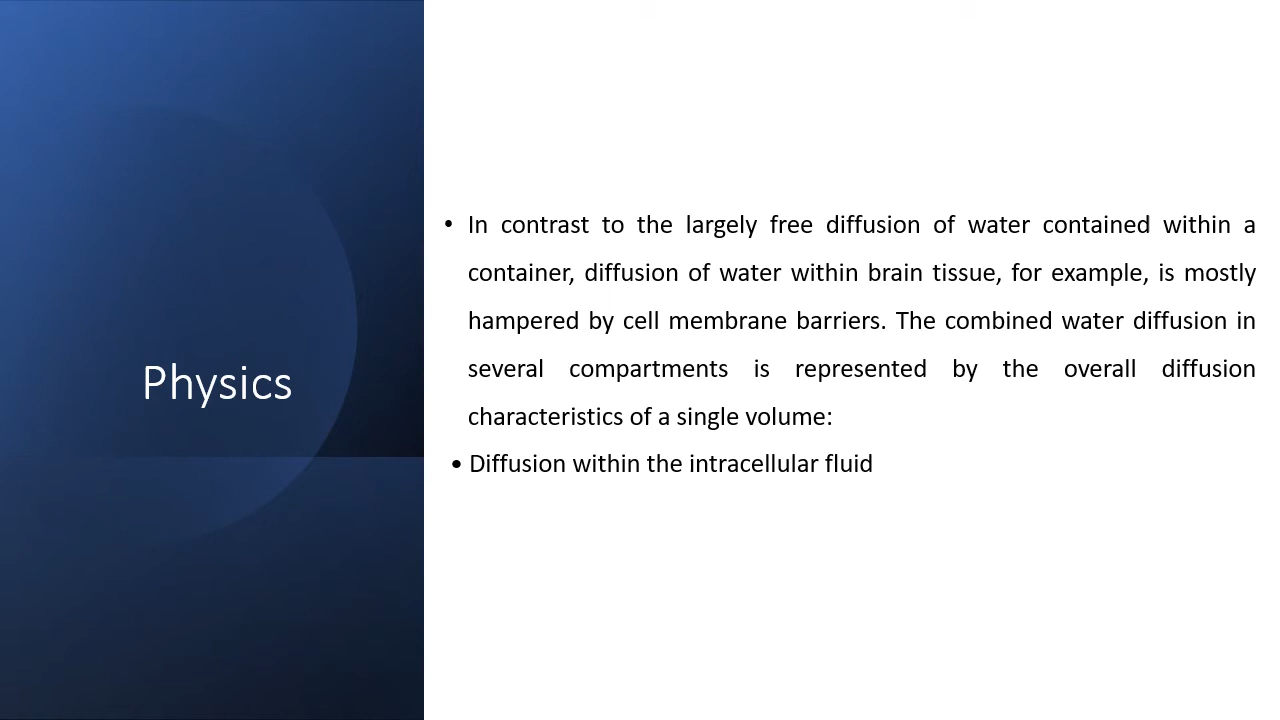 Physics
• In contrast to the largely free diffusion of water contained within a
container, diffusion of water within brain tissue, for example, is mostly
hampered by cell membrane barriers. The combined water diffusion in
several compartments is represented by the overall diffusion
characteristics of a single volume:
• Diffusion within the intracellular fluid